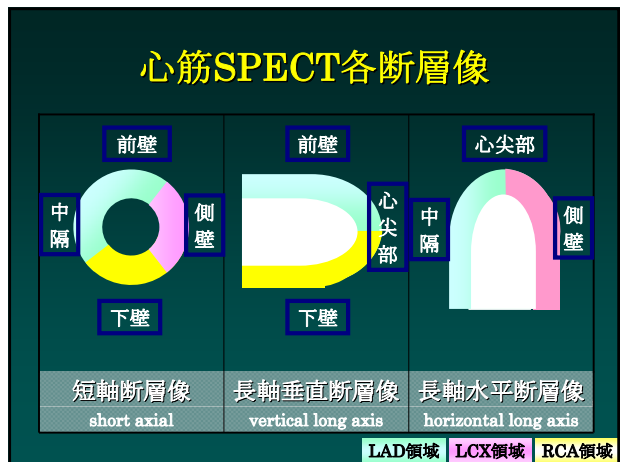 心筋SPECT各断層像
前壁
前壁
心尖部
中隔
側壁
心尖部
中隔
側壁
下壁
下壁
短軸断層像
長軸垂直断層像
長軸水平断層像
short axial
vertical long axis
horizontal long axis
LAD領域
LCX領域
RCA領域